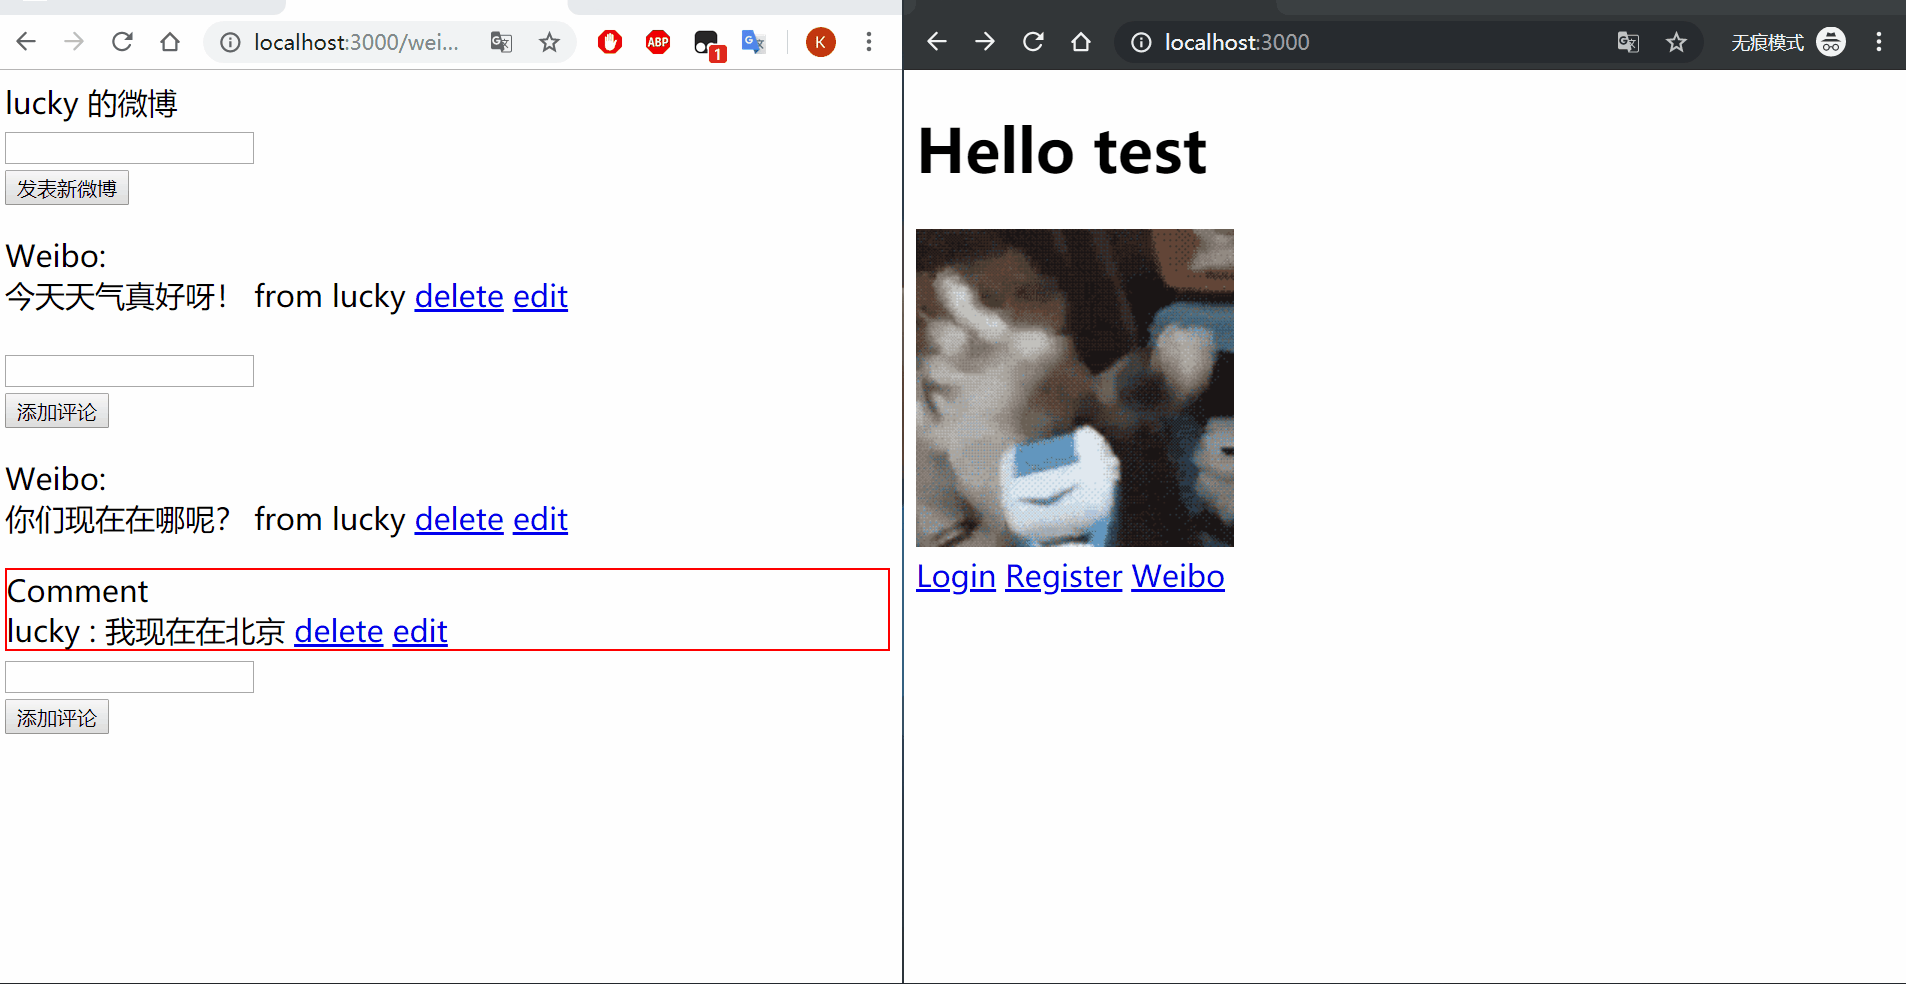 localhost:3000/wei...
ABP
1
K
lucky 的微博
发表新微博
Weibo:
今天天气真好呀！ from lucky delete edit
添加评论
Weibo:
你们现在在哪呢？ from lucky delete edit
Comment
lucky : 我现在在北京 delete edit
添加评论
localhost:3000
无痕模式
Hello test
Login Register Weibo